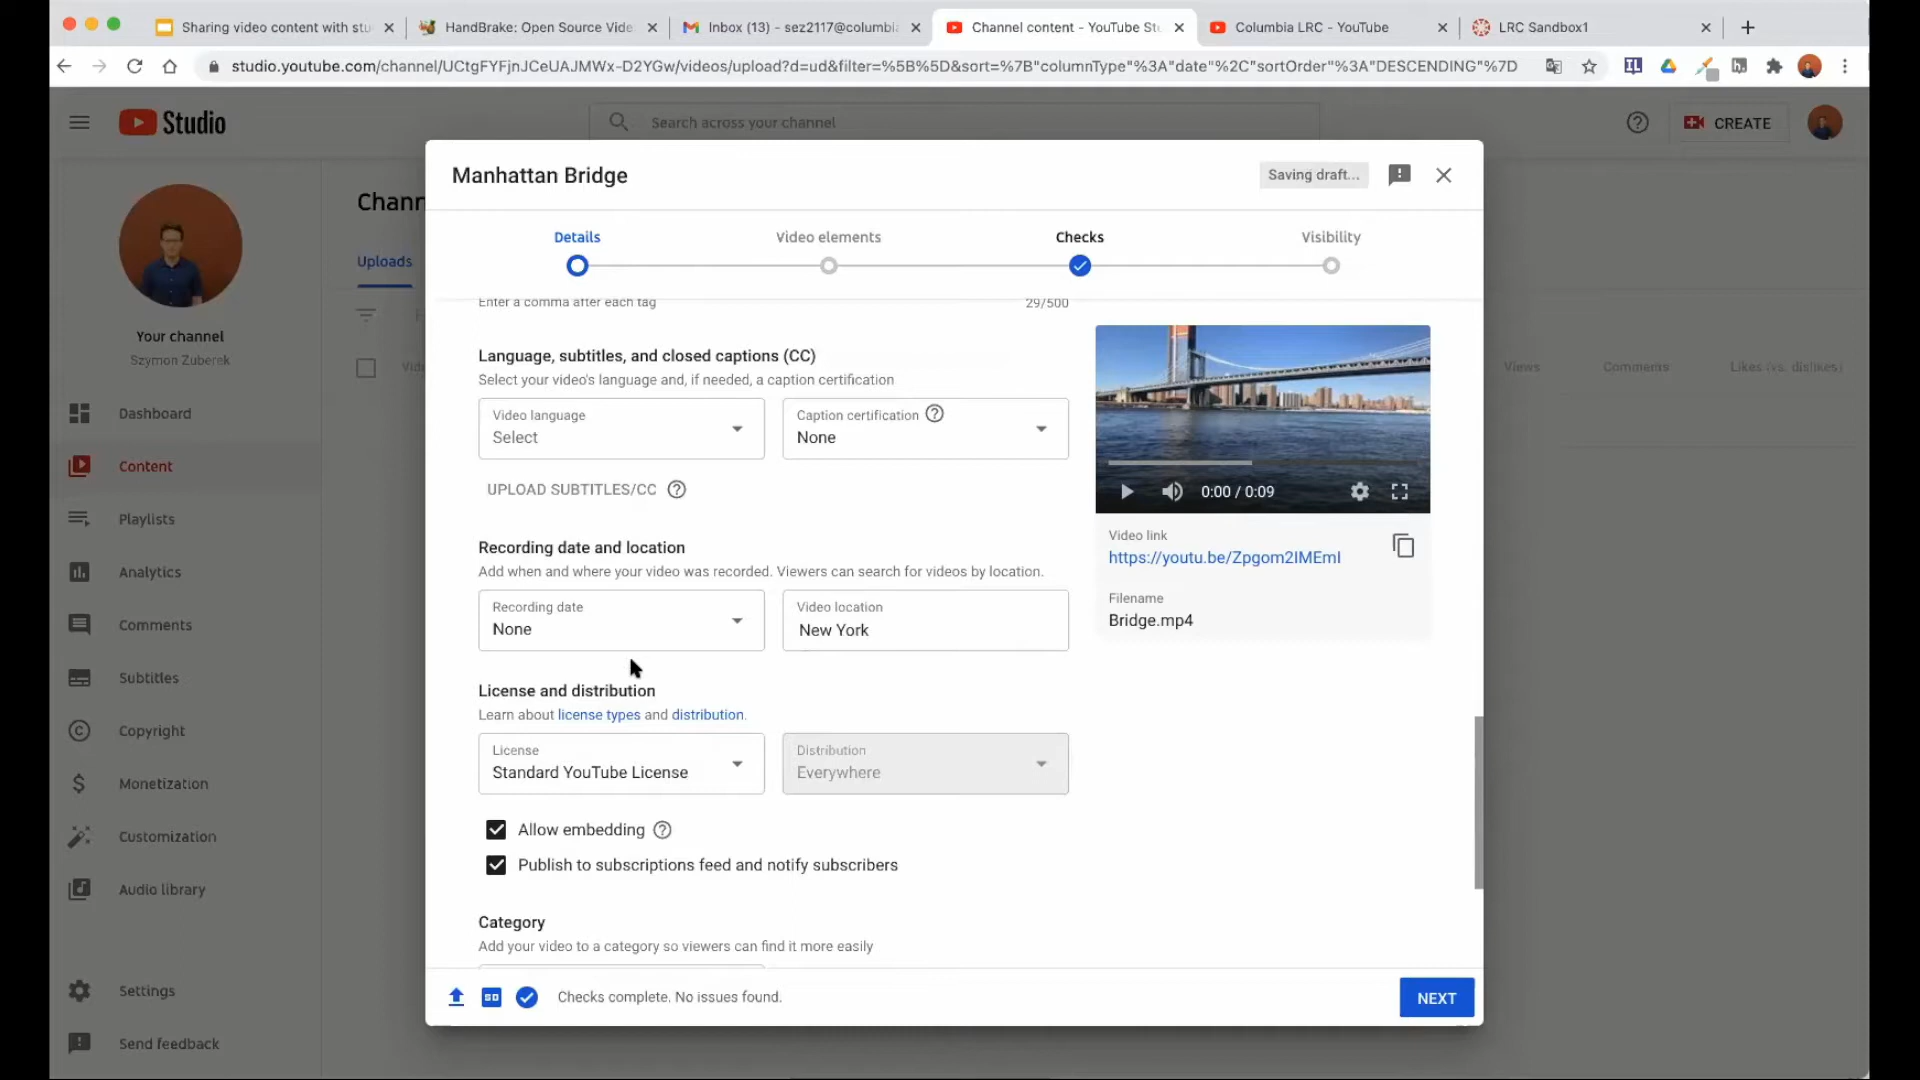 Sharing video content with stu
HandBrake: Open Source Vide
Inbox (13) - sez2117@columbia
Channel content - YouTube St
Columbia LRC - YouTube
LRC Sandbox1
studio.youtube.com/channel/UCtgFYFjnJCeUAJMWx-D2YGw/videos/upload?d=ud&filter=%5B%5D&sort=%7B"columnType"%3A"date"%2C"sortOrder"%3A"DESCENDING"%7D
Studio
Search across your channel
CREATE
Your channel
Szymon Zuberek
Dashboard
Content
Playlists
Analytics
Comments
Subtitles
Copyright
Monetization
Customization
Audio library
Settings
Send feedback
Chann
Uploads
Views
Comments
Likes (vs. dislikes)
Manhattan Bridge
Saving draft...
Details
Video elements
Checks
Visibility
Enter a comma after each tag
29/500
Language, subtitles, and closed captions (CC)
Select your video's language and, if needed, a caption certification
Video language
Select
Caption certification
None
UPLOAD SUBTITLES/CC
Recording date and location
Add when and where your video was recorded. Viewers can search for videos by location.
Recording date
None
Video location
New York
License and distribution
Learn about license types and distribution.
License
Standard YouTube License
Distribution
Everywhere
Allow embedding
Publish to subscriptions feed and notify subscribers
Category
Add your video to a category so viewers can find it more easily
0:00 / 0:09
Video link
https://youtu.be/Zpgom2IMEmI
Filename
Bridge.mp4
SD
Checks complete. No issues found.
NEXT